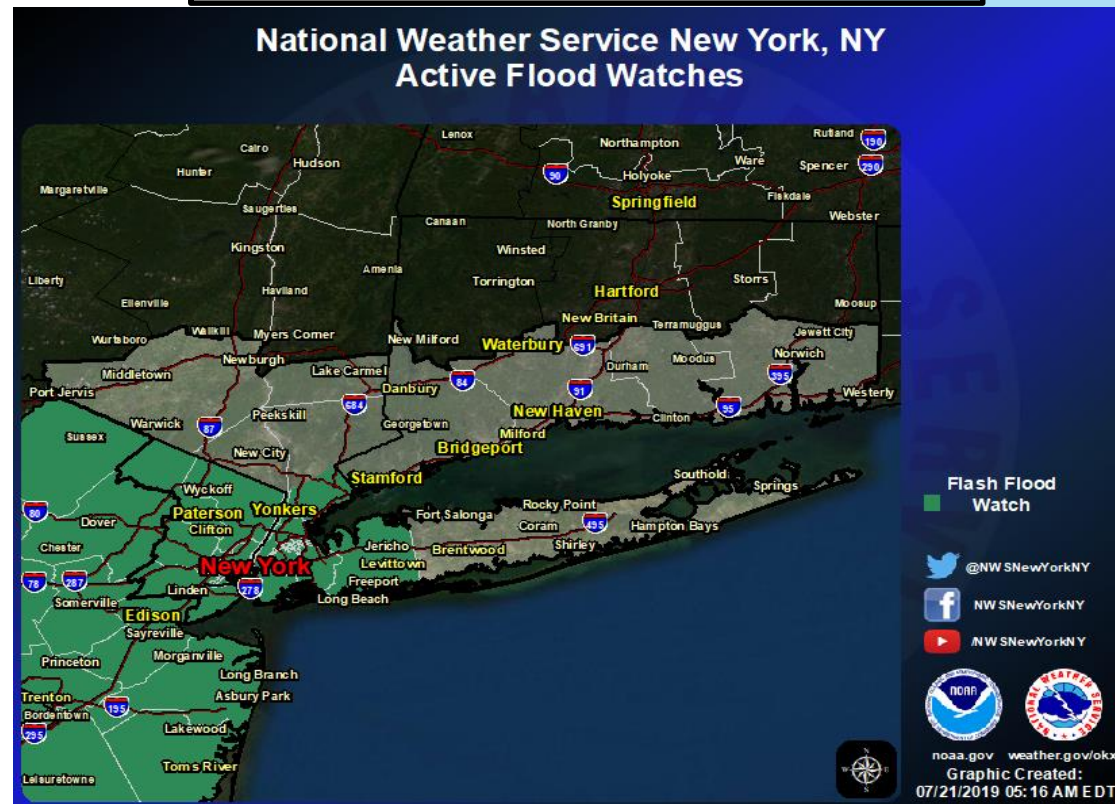 National Weather Service New York, NY
Active Flood Watches
Lenox
Northampton
Rutland
190
Cairo
Hudson
Ware
Spencer
290
Hunter
90
Holyoke
Margaretville
Fiskdale
Springfield
Saugerties
Webster
Canaan
North Granby
Kingston
Winsted
Amenia
Liberty
Torrington
Storrs
Haviland
Hartford
Ellenville
Moosup
New Britain
Wallkill
Myers Corner
New Milford
Terramuggus
Jewett City
Wurtsboro
Waterbury
691
Newburgh
Durham
Moodus
Norwich
Middletown
Lake Carmel
84
395
Port Jervis
Danbury
91
Westerly
684
Peekskill
New Haven
95
Warwick
87
Georgetown
Clinton
Sussex
Milford
New City
Bridgeport
Stamford
Southold
Springs
Wyckoff
Flash Flood
Watch
80
Paterson
Yonkers
Rocky Point
Dover
Clifton
Fort Salonga
Coram
495
Hampton Bays
Chester
Jericho
Brentwood
Shirley
New York
Levittown
@NWSNewYorkNY
78
287
Linden
278
Freeport
Somerville
Long Beach
NWSNewYorkNY
Edison
Sayreville
/NWSNewYorkNY
Princeton
Morganville
Long Branch
Trenton
195
Asbury Park
NOAA
NATIONAL WEATHER SERVICE
Bordentown
295
Lakewood
N
W E
S
noaa.gov weather.gov/okx
Toms River
Leisuretowne
Graphic Created:
07/21/2019 05:16 AM EDT